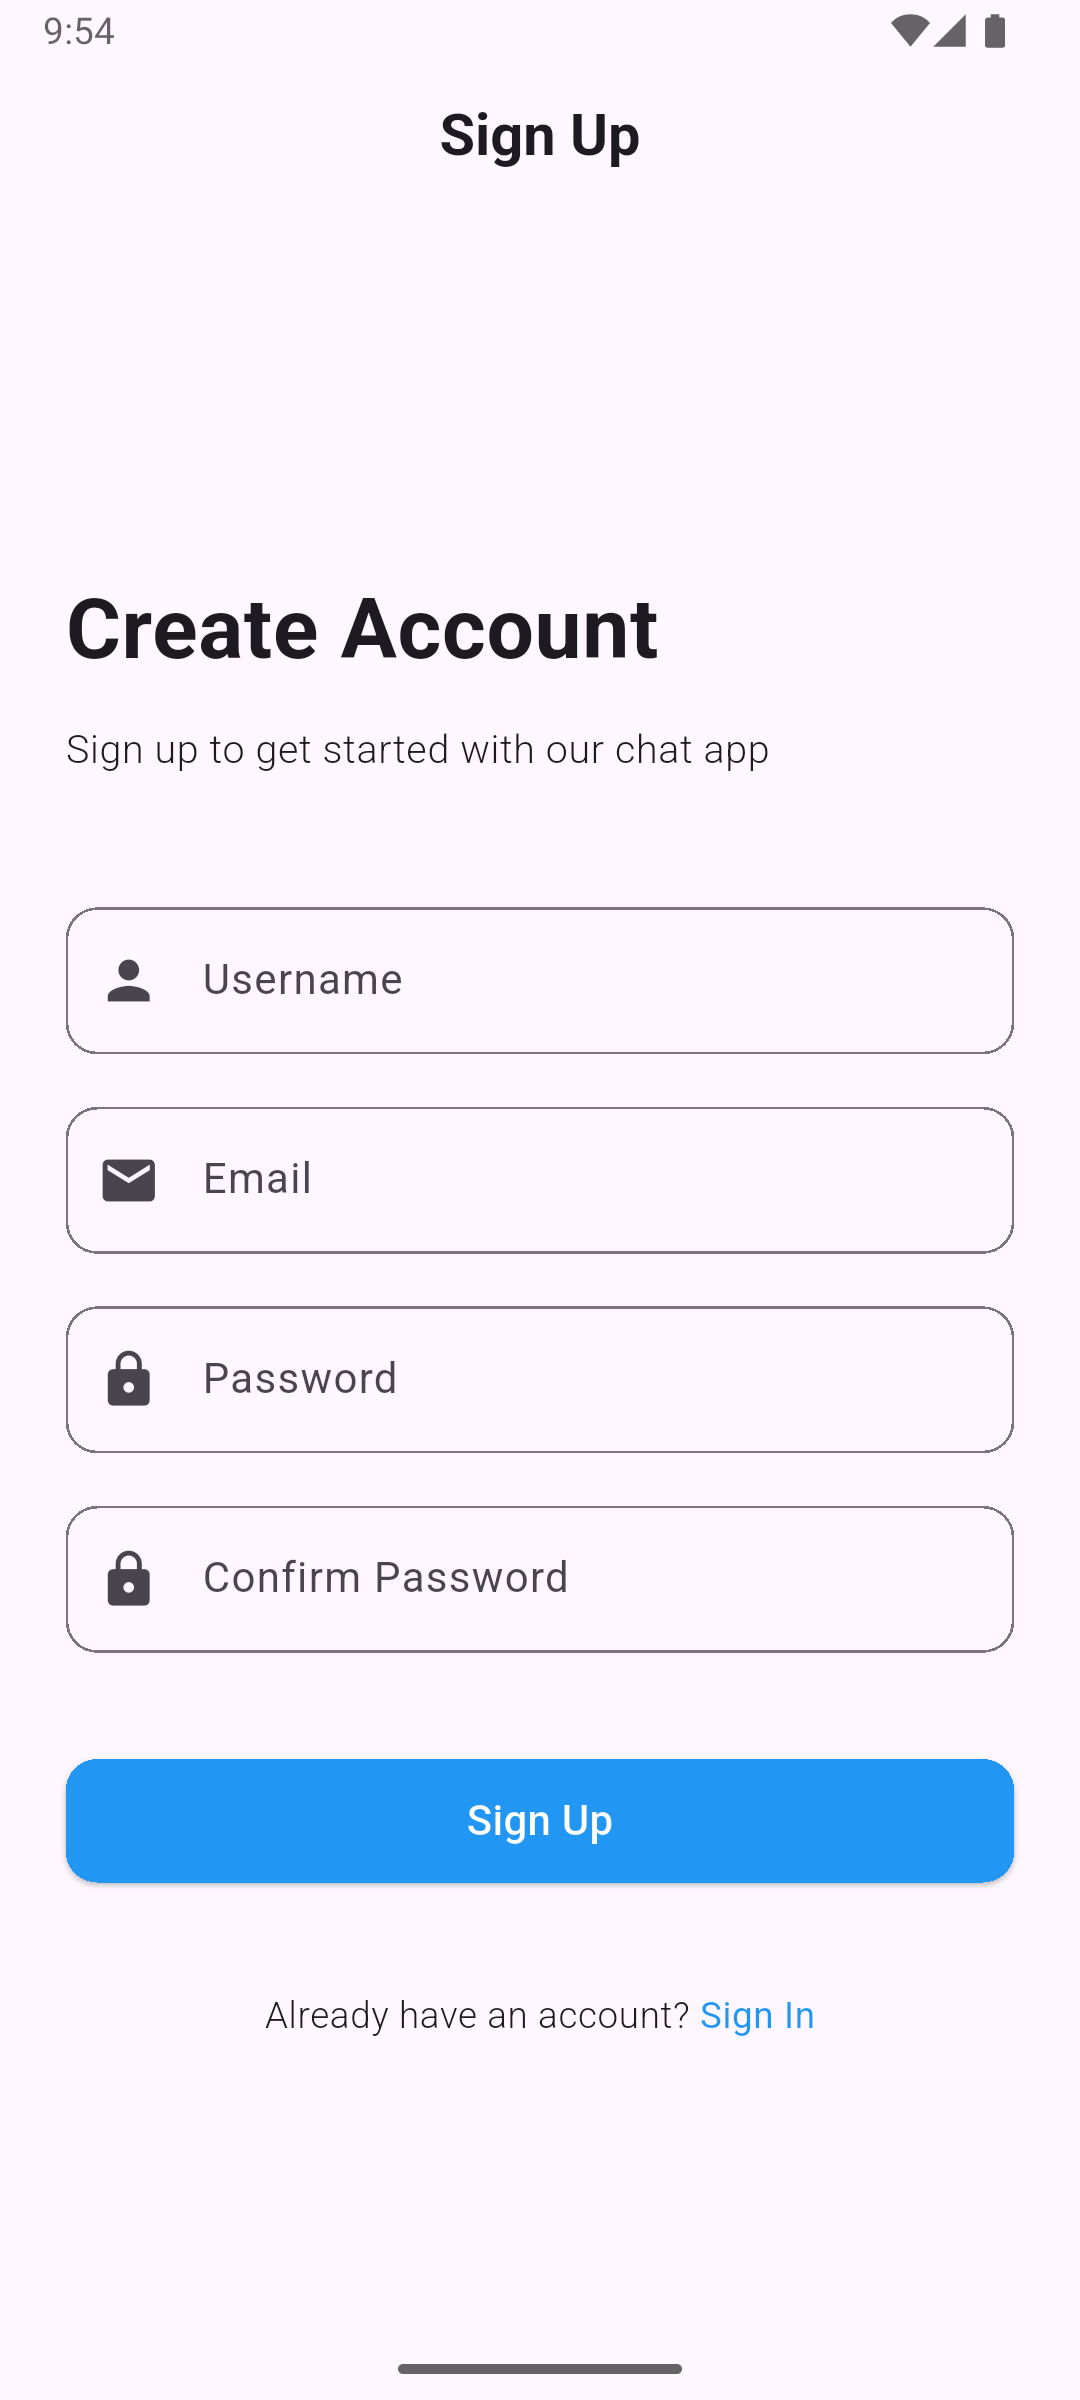 9:54
Sign Up
Create Account
Sign up to get started with our chat app
Username
Email
Password
Confirm Password
Sign Up
Already have an account? Sign In